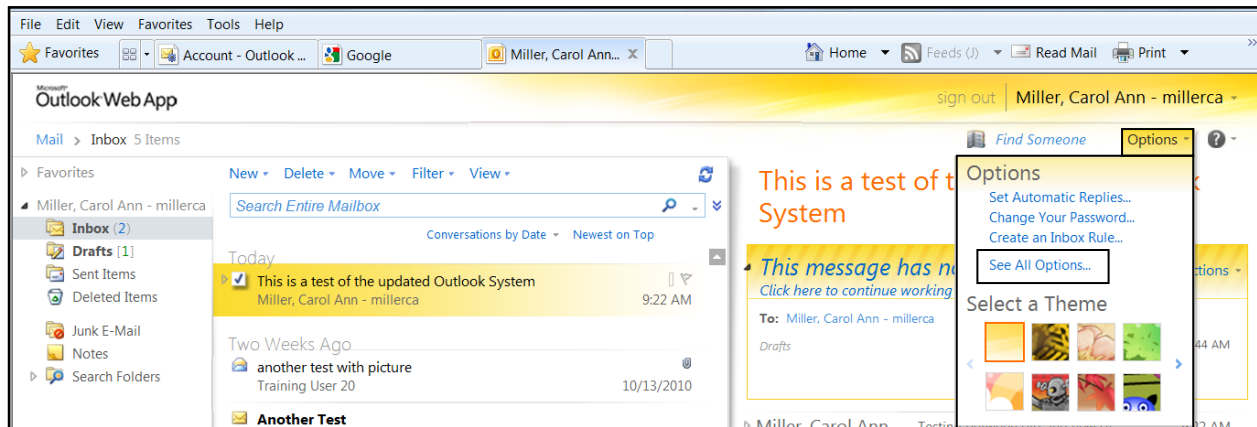 File Edit View Favorites Tools Help
Favorites Account - Outlook ... Google Miller, Carol Ann... X Home Feeds (J) Read Mail Print »
Microsoft®
Outlook Web App
sign out Miller, Carol Ann - millerca
Mail > Inbox 5 Items Find Someone Options ?
Favorites
Miller, Carol Ann - millerca
Inbox (2)
Drafts [1]
Sent Items
Deleted Items
Junk E-Mail
Notes
Search Folders
New Delete Move Filter View
Search Entire Mailbox
Conversations by Date Newest on Top
Today
This is a test of the updated Outlook System
Miller, Carol Ann - millerca 9:22 AM
Two Weeks Ago
another test with picture
Training User 20 10/13/2010
Another Test
This is a test of t
System
This message has n
Click here to continue working
To: Miller, Carol Ann - millerca
Drafts
44 AM
Miller, Carol Ann
Options
Set Automatic Replies...
Change Your Password...
Create an Inbox Rule...
See All Options...
Select a Theme